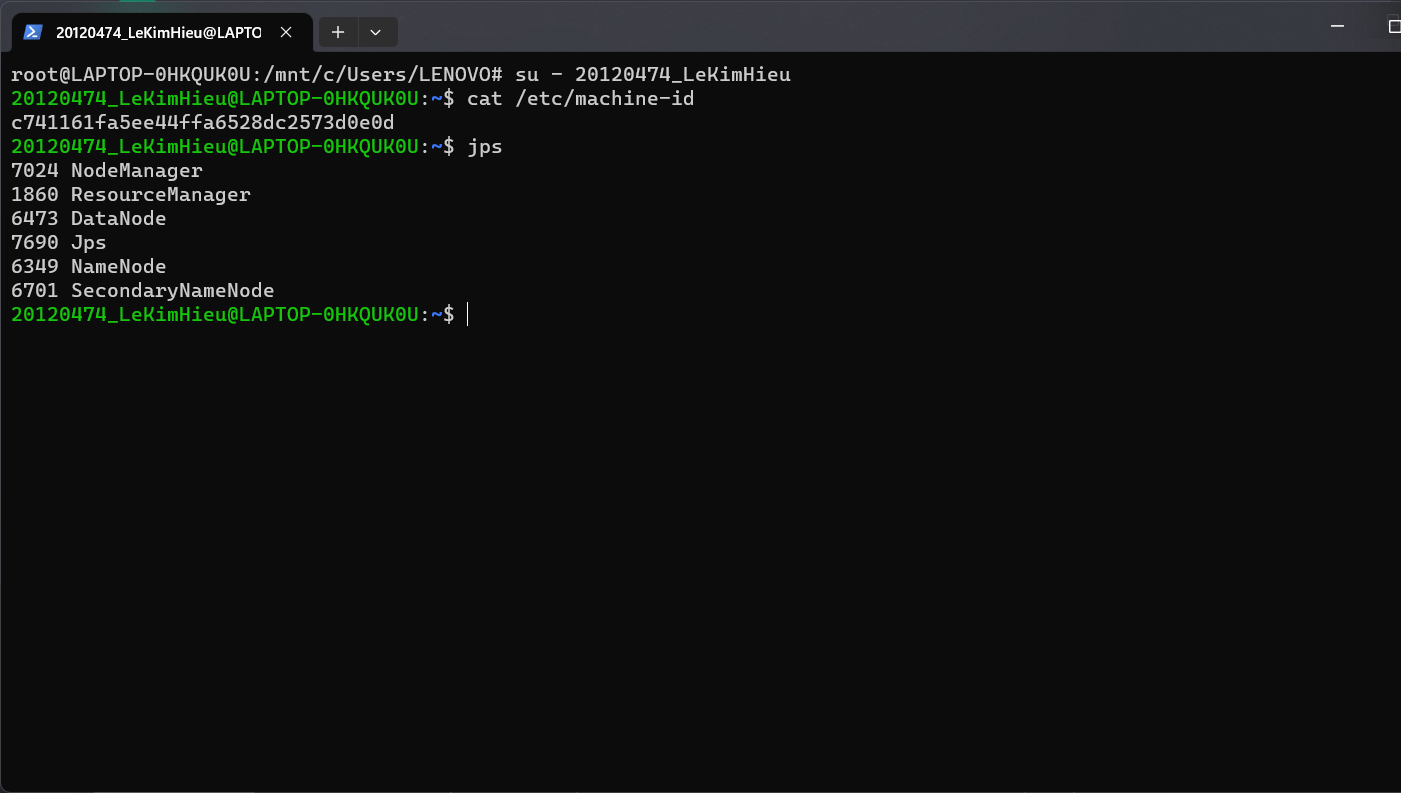 20120474_LeKimHieu@LAPTO
root@LAPTOP-0HKQUK0U:/mnt/c/Users/LENOVO# su - 20120474_LeKimHieu
20120474_LeKimHieu@LAPTOP-0HKQUK0U:~$ cat /etc/machine-id
c741161fa5ee44ffa6528dc2573d0e0d
20120474_LeKimHieu@LAPTOP-0HKQUK0U:~$ jps
7024 NodeManager
1860 ResourceManager
6473 DataNode
7690 Jps
6349 NameNode
6701 SecondaryNameNode
20120474_LeKimHieu@LAPTOP-0HKQUK0U:~$